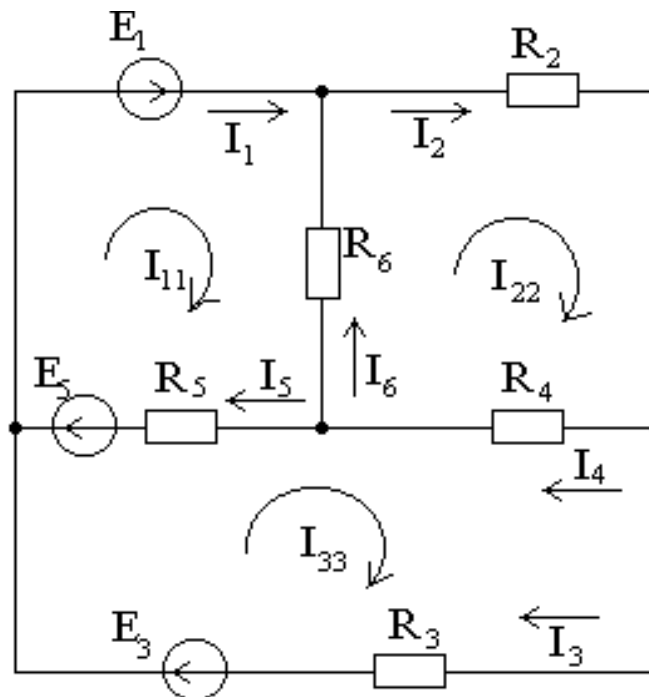 E₁
R₂
I₁
I₂
R₆
I₁₁
I₂₂
E₅
R₅
I₅
I₆
R₄
I₄
I₃₃
E₃
R₃
I₃